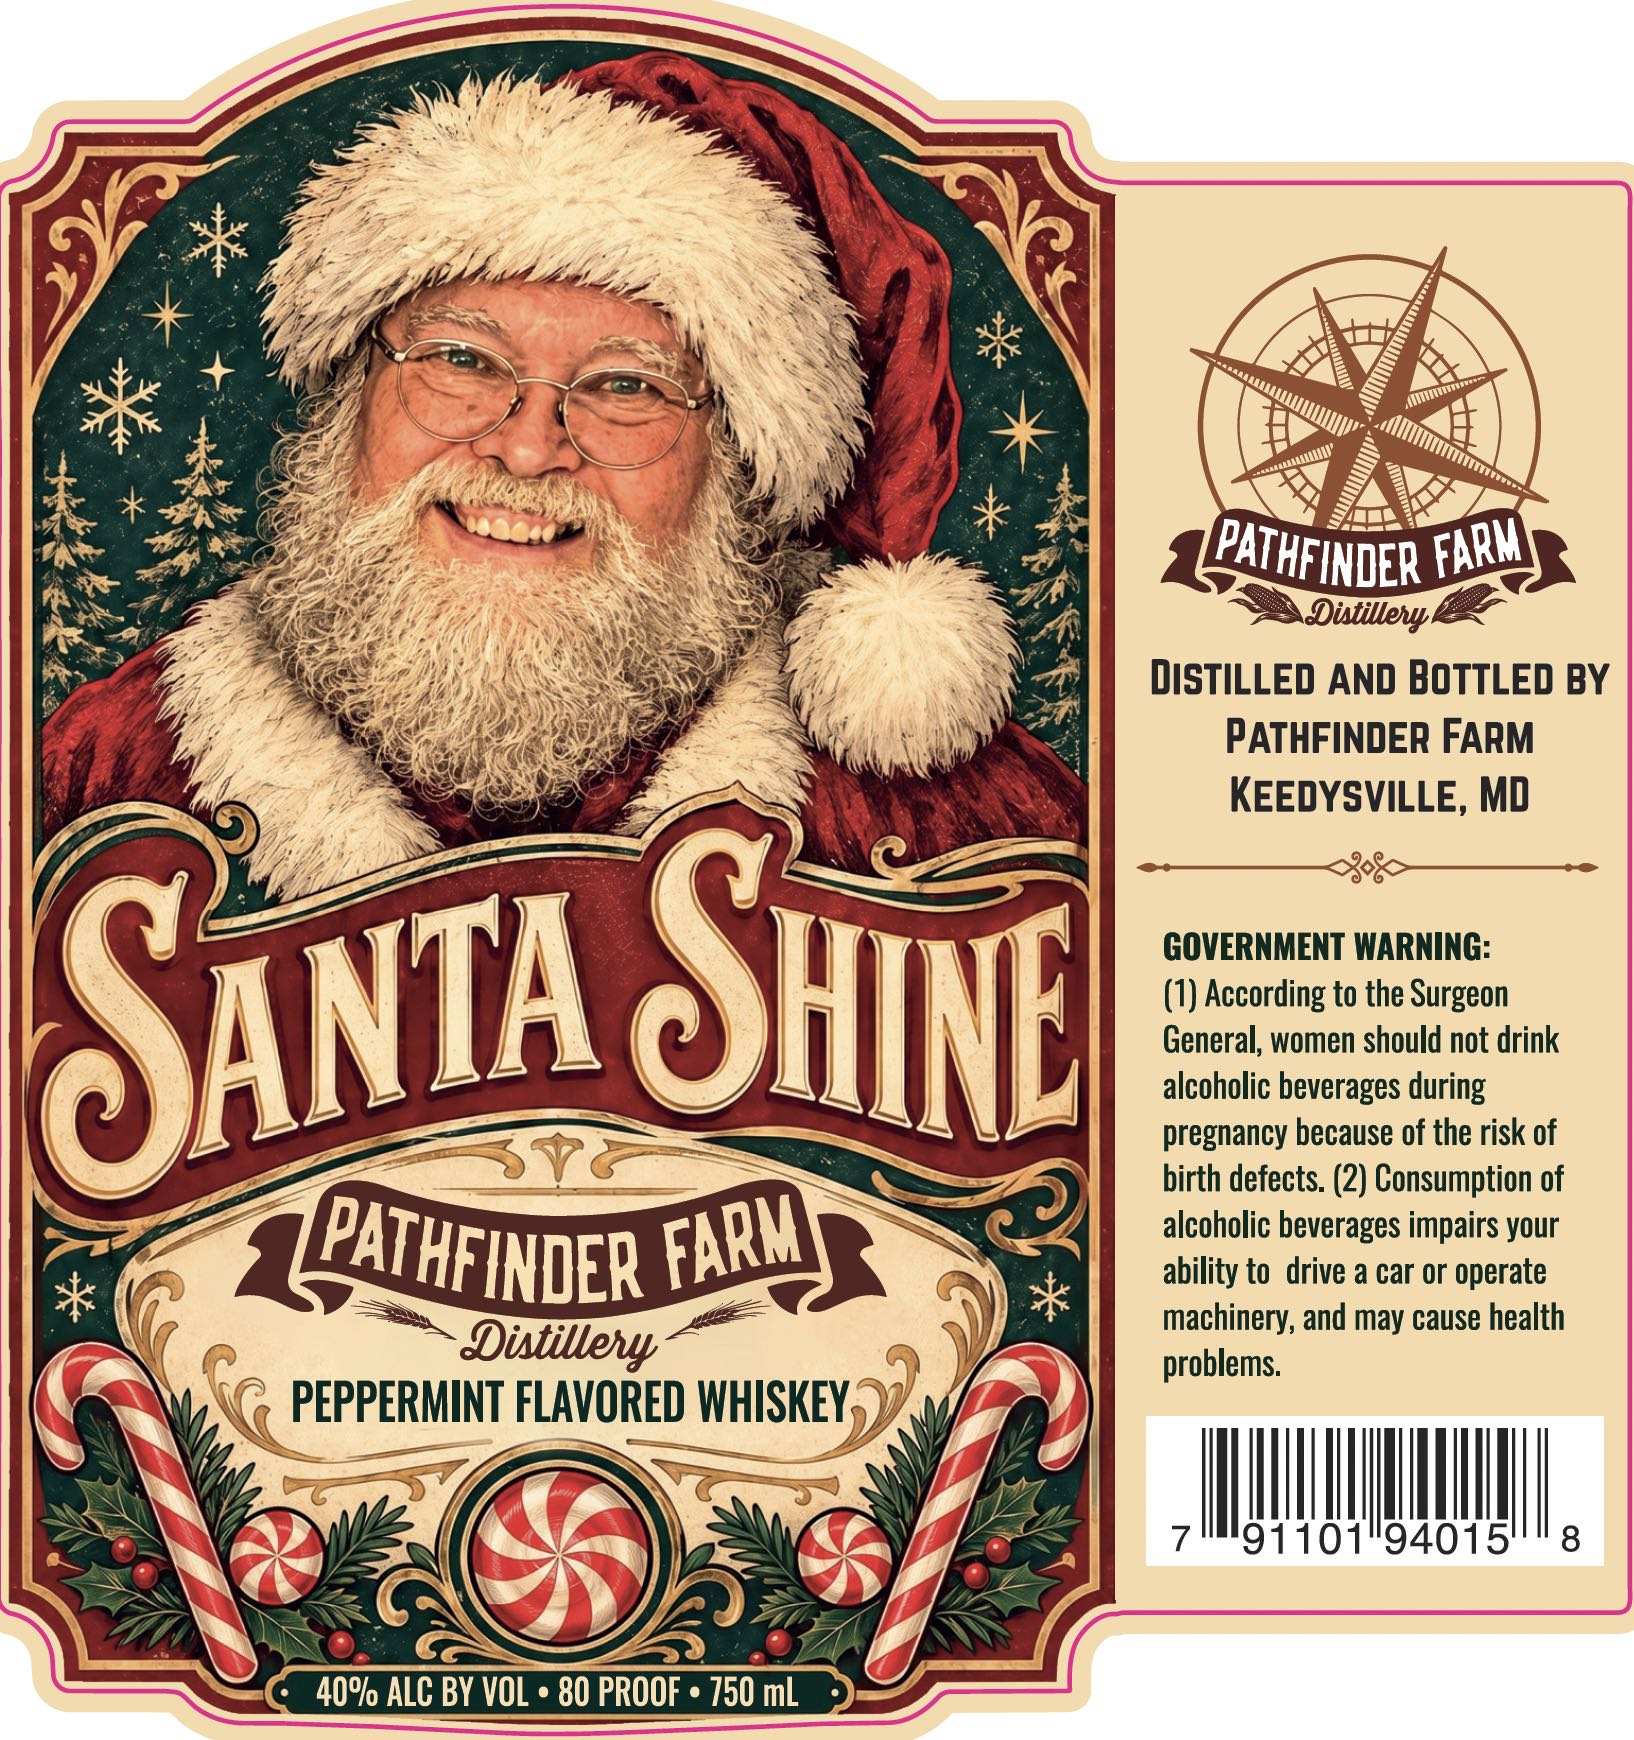 SANTA SHINE
PATHFINDER FARM
Distillery
PEPPERMINT FLAVORED WHISKEY
40% ALC BY VOL • 80 PROOF • 750 mL
PATHFINDER FARM
Distillery
DISTILLED AND BOTTLED BY
PATHFINDER FARM
KEEDYSVILLE, MD
GOVERNMENT WARNING:
(1) According to the Surgeon
General, women should not drink
alcoholic beverages during
pregnancy because of the risk of
birth defects. (2) Consumption of
alcoholic beverages impairs your
ability to drive a car or operate
machinery, and may cause health
problems.
7 91101 94015 8